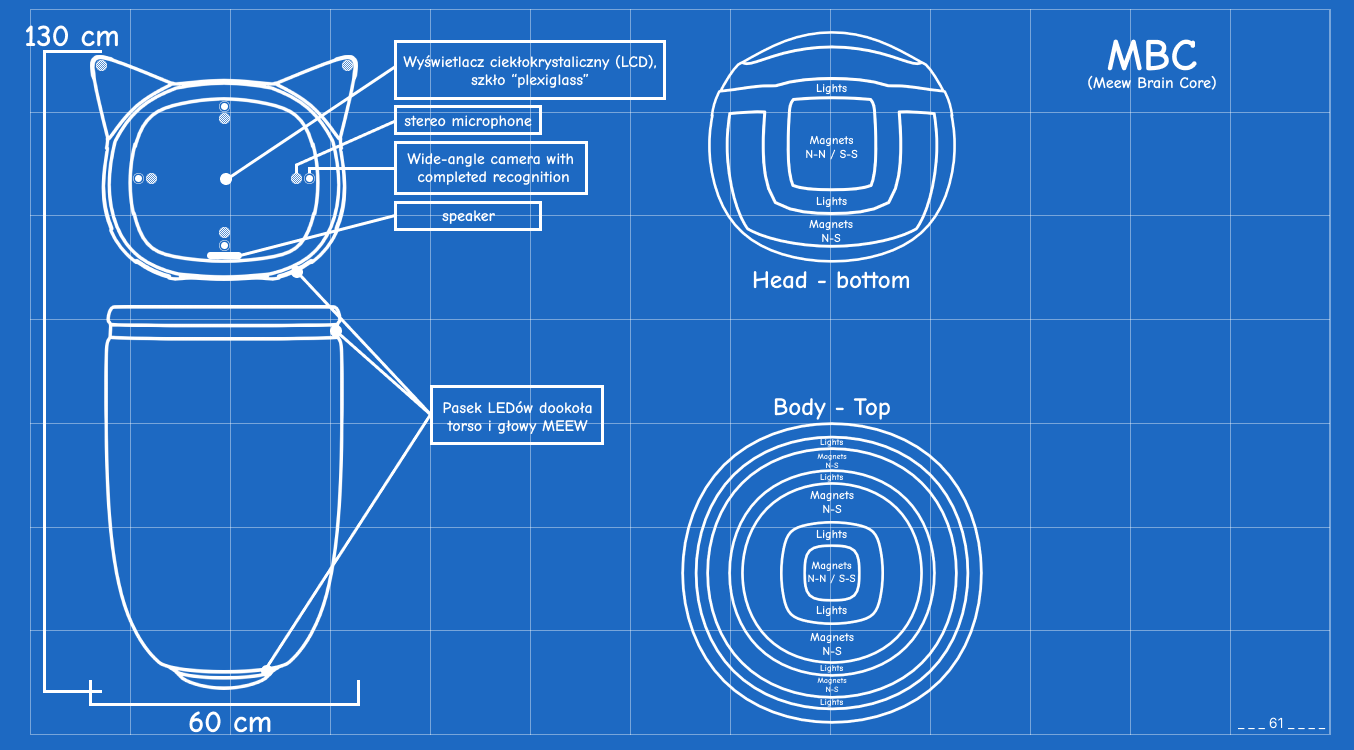 130 cm
Wyświetlacz ciekłokrystaliczny (LCD),
szkło "plexiglass"
stereo microphone
Wide-angle camera with
completed recognition
speaker
Pasek LEDów dookoła
torso i głowy MEEW
60 cm
Lights
Magnets
N-N / S-S
Lights
Magnets
N-S
Head - bottom
Body - Top
Lights
Magnets
N-S
Lights
Magnets
N-S
Lights
Magnets
N-N / S-S
Lights
Magnets
N-S
Lights
Magnets
N-S
Lights
MBC
(Meew Brain Core)
_ _ _ 61 _ _ _ _